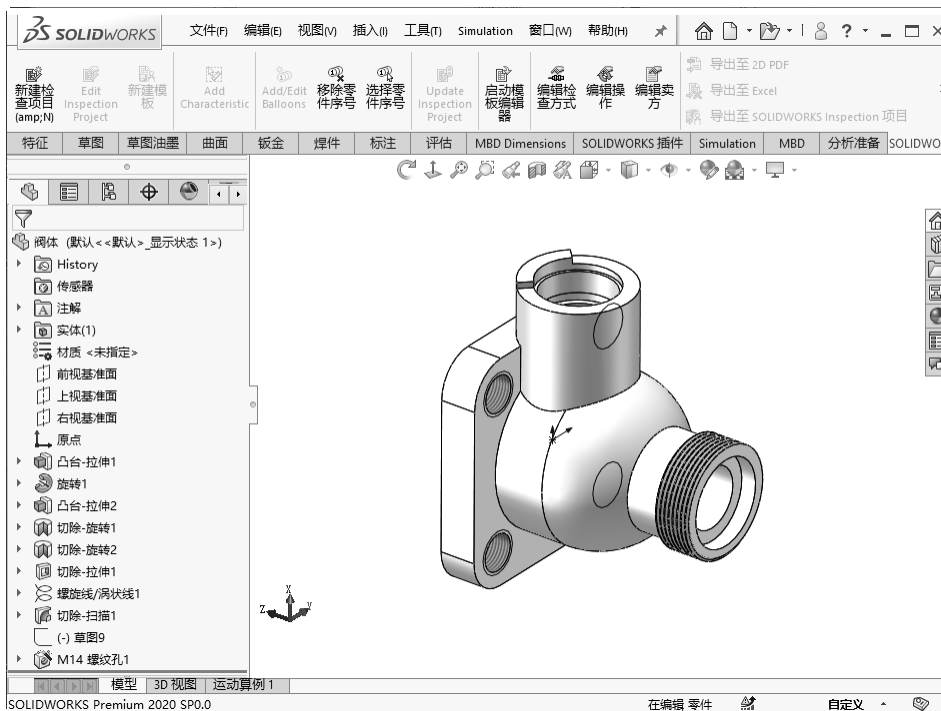 SOLIDWORKS 文件(F) 编辑(E) 视图(V) 插入(I) 工具(T) Simulation 窗口(W) 帮助(H) ?
新建检查项目(amp;N)
Edit Inspection Project
新建模板
Add Characteristic
Add/Edit Balloons
移除零件序号
选择零件序号
Update Inspection Project
启动模板编辑器
编辑检查方式
编辑操作
编辑卖方
导出至 2D PDF
导出至 Excel
导出至 SOLIDWORKS Inspection 项目
特征 草图 草图油墨 曲面 钣金 焊件 标注 评估 MBD Dimensions SOLIDWORKS 插件 Simulation MBD 分析准备 SOLIDWO
阀体 (默认<<默认>_显示状态 1>)
History
传感器
注解
实体(1)
材质 <未指定>
前视基准面
上视基准面
右视基准面
原点
凸台-拉伸1
旋转1
凸台-拉伸2
切除-旋转1
切除-旋转2
切除-拉伸1
螺旋线/涡状线1
切除-扫描1
(-) 草图9
M14 螺纹孔1
X
Z
Y
模型 3D 视图 运动算例 1
SOLIDWORKS Premium 2020 SP0.0 在编辑 零件 自定义